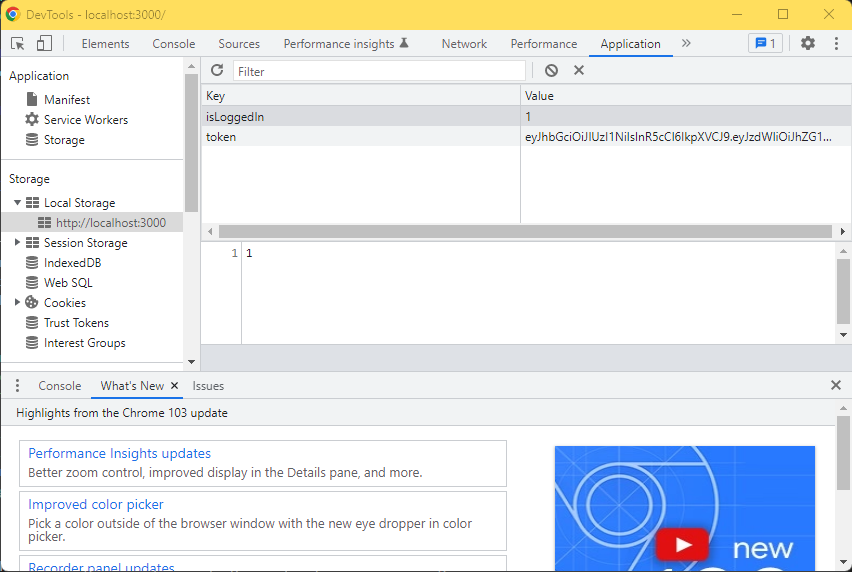 DevTools - localhost:3000/
Elements Console Sources Performance insights Network Performance Application » 1
Application
Manifest
Service Workers
Storage
Storage
Local Storage
http://localhost:3000
Session Storage
IndexedDB
Web SQL
Cookies
Trust Tokens
Interest Groups
Filter
Key Value
isLoggedIn 1
token eyJhbGciOiJIUzI1NiIsInR5cCI6IkpXVCJ9.eyJzdWIiOiJhZG1...
1 1
Console What's New Issues
Highlights from the Chrome 103 update
Performance Insights updates
Better zoom control, improved display in the Details pane, and more.
Improved color picker
Pick a color outside of the browser window with the new eye dropper in color
picker.
Recorder panel updates
new